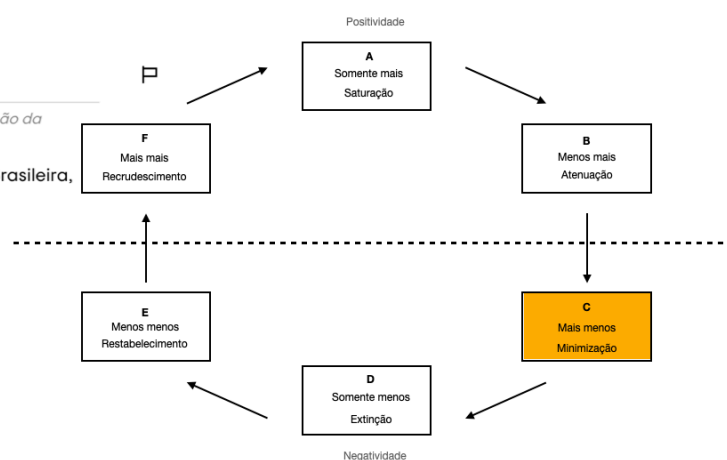 Positividade
A
Somente mais
Saturação
ão da
rasileira,
F
Mais mais
Recrudescimento
B
Menos mais
Atenuação
E
Menos menos
Restabelecimento
C
Mais menos
Minimização
D
Somente menos
Extinção
Negatividade